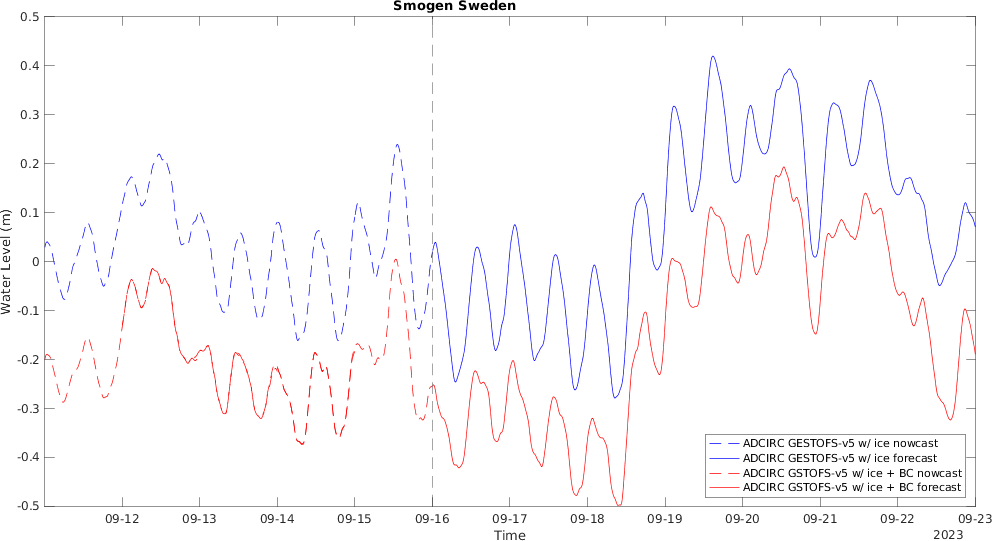 Smogen Sweden
0.5
0.4
0.3
0.2
0.1
0
-0.1
-0.2
-0.3
-0.4
-0.5
Water Level (m)
09-12 09-13 09-14 09-15 09-16 09-17 09-18 09-19 09-20 09-21 09-22 09-23
Time
2023
ADCIRC GESTOFS-v5 w/ ice nowcast
ADCIRC GESTOFS-v5 w/ ice forecast
ADCIRC GSTOFS-v5 w/ ice + BC nowcast
ADCIRC GSTOFS-v5 w/ ice + BC forecast